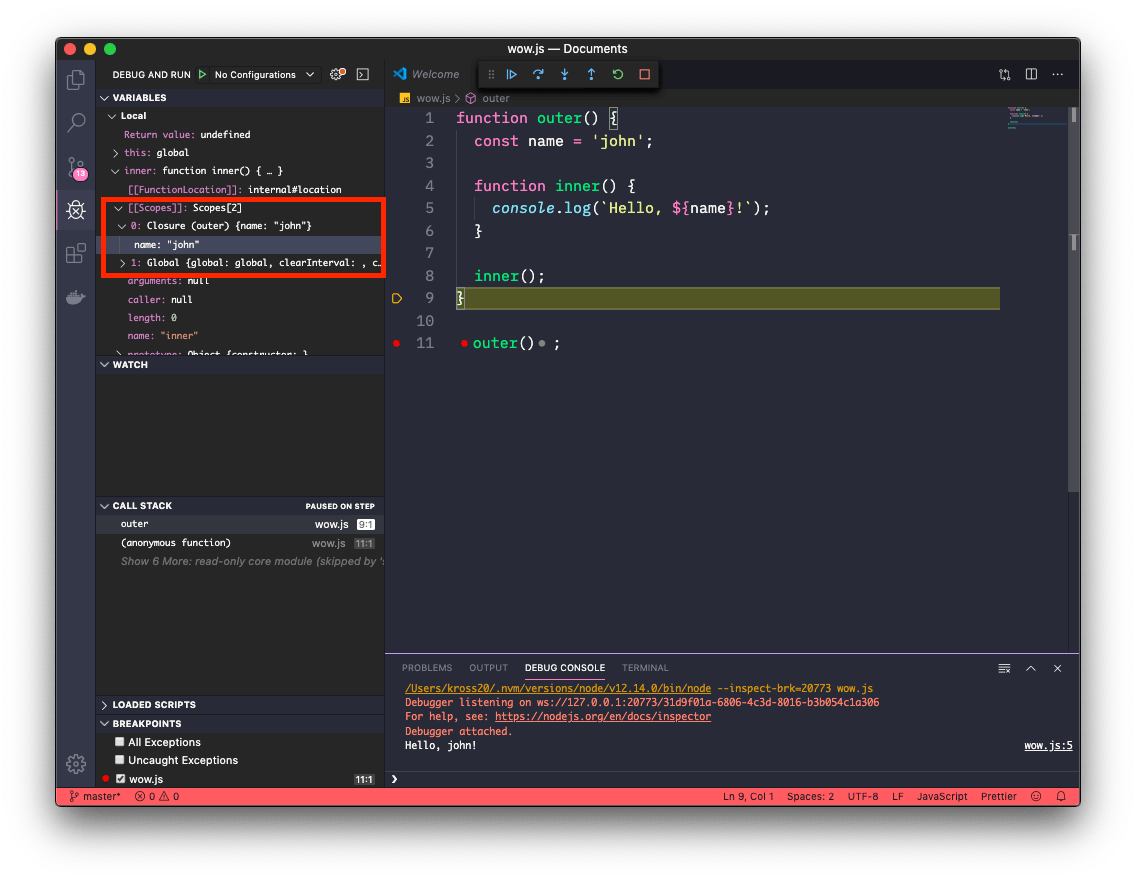 wow.js — Documents
DEBUG AND RUN No Configurations
VARIABLES
Local
Return value: undefined
this: global
inner: function inner() { … }
[[FunctionLocation]]: internal#location
[[Scopes]]: Scopes[2]
0: Closure (outer) {name: "john"}
name: "john"
1: Global {global: global, clearInterval: , c…
arguments: null
caller: null
length: 0
name: "inner"
prototype: Object {constructor: }
WATCH
CALL STACK PAUSED ON STEP
outer wow.js 9:1
(anonymous function) wow.js 11:1
Show 6 More: read-only core module (skipped by 's
LOADED SCRIPTS
BREAKPOINTS
All Exceptions
Uncaught Exceptions
wow.js 11:1
13
Welcome
JS wow.js > outer
1 function outer() {
2 const name = 'john';
3
4 function inner() {
5 console.log(`Hello, ${name}!`);
6 }
7
8 inner();
9 }
10
11 outer() ;
PROBLEMS OUTPUT DEBUG CONSOLE TERMINAL
/Users/kross20/.nvm/versions/node/v12.14.0/bin/node --inspect-brk=20773 wow.js
Debugger listening on ws://127.0.0.1:20773/31d9f01a-6806-4c3d-8016-b3b054c1a306
For help, see: https://nodejs.org/en/docs/inspector
Debugger attached.
Hello, john! wow.js:5
master* 0 0 Ln 9, Col 1 Spaces: 2 UTF-8 LF JavaScript Prettier